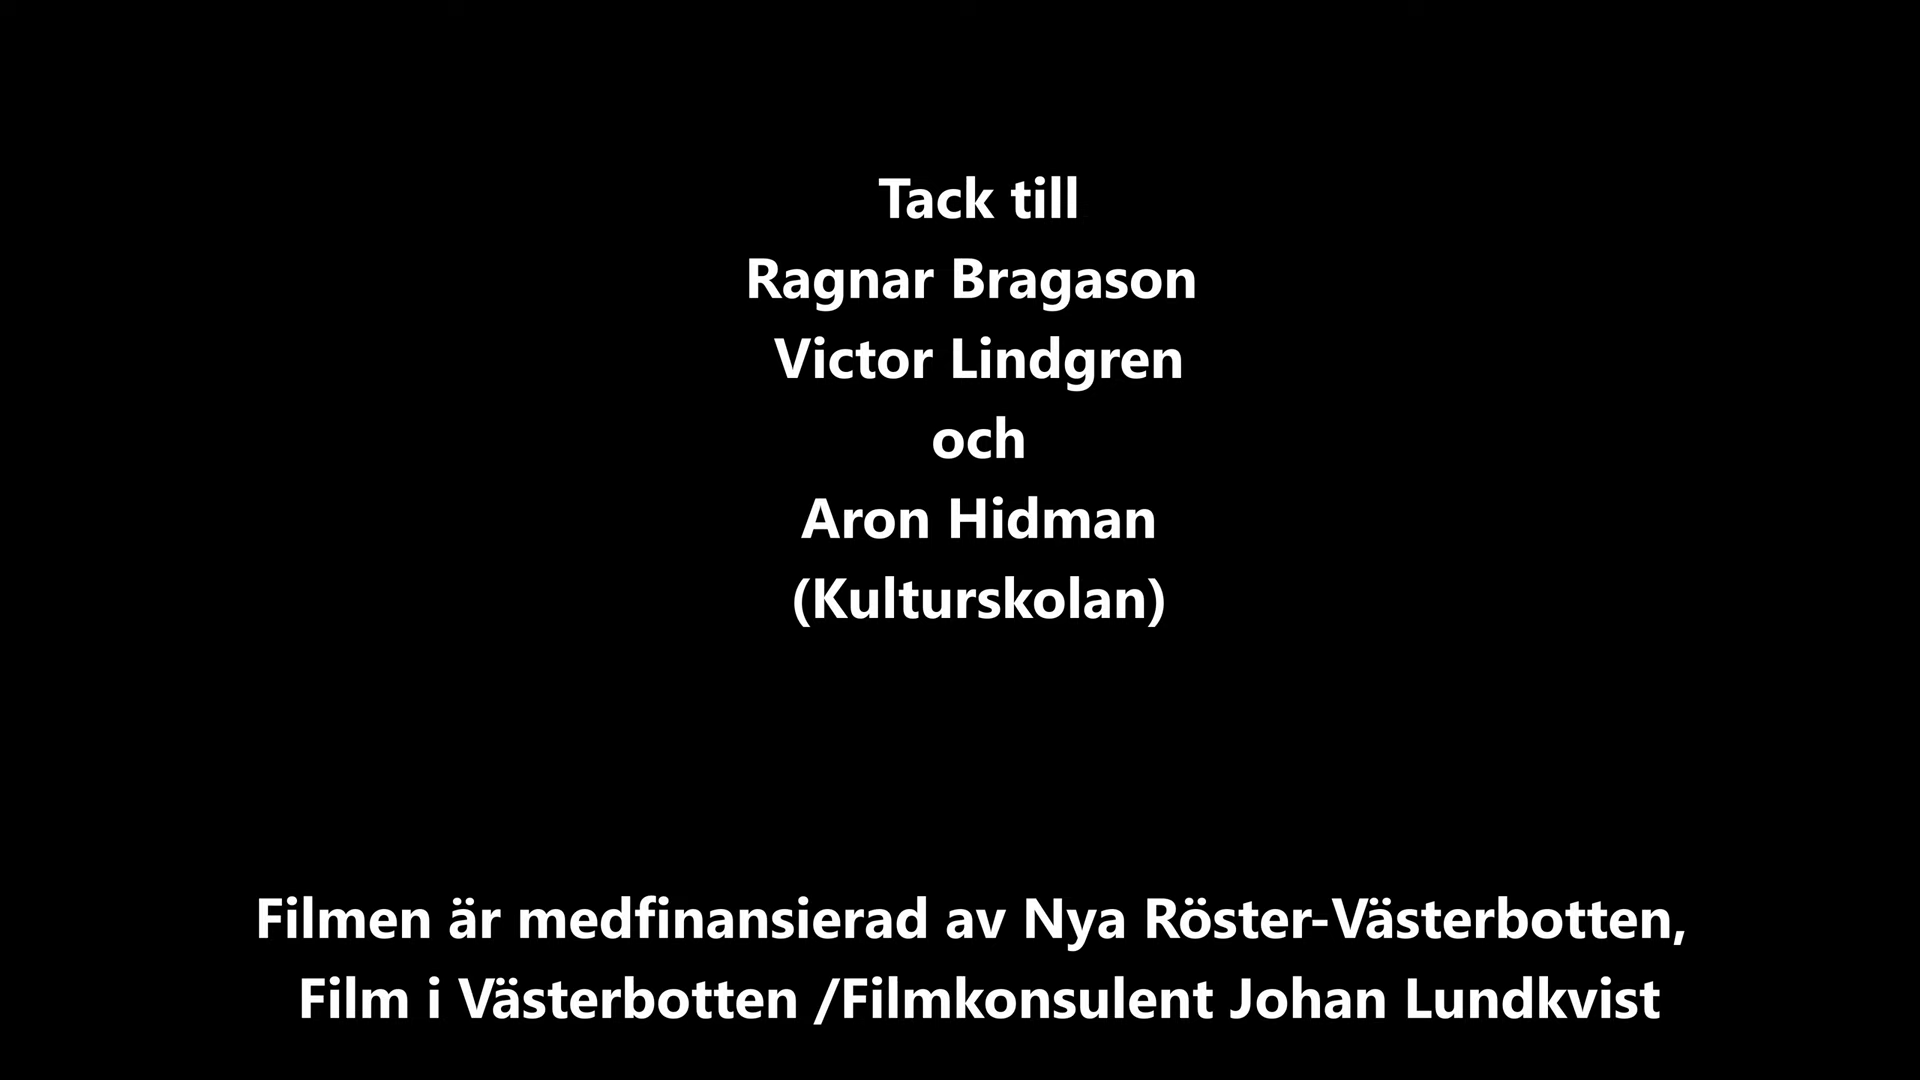 Tack till
Ragnar Bragason
Victor Lindgren
och
Aron Hidman
(Kulturskolan)
Filmen är medfinansierad av Nya Röster-Västerbotten,
Film i Västerbotten /Filmkonsulent Johan Lundkvist